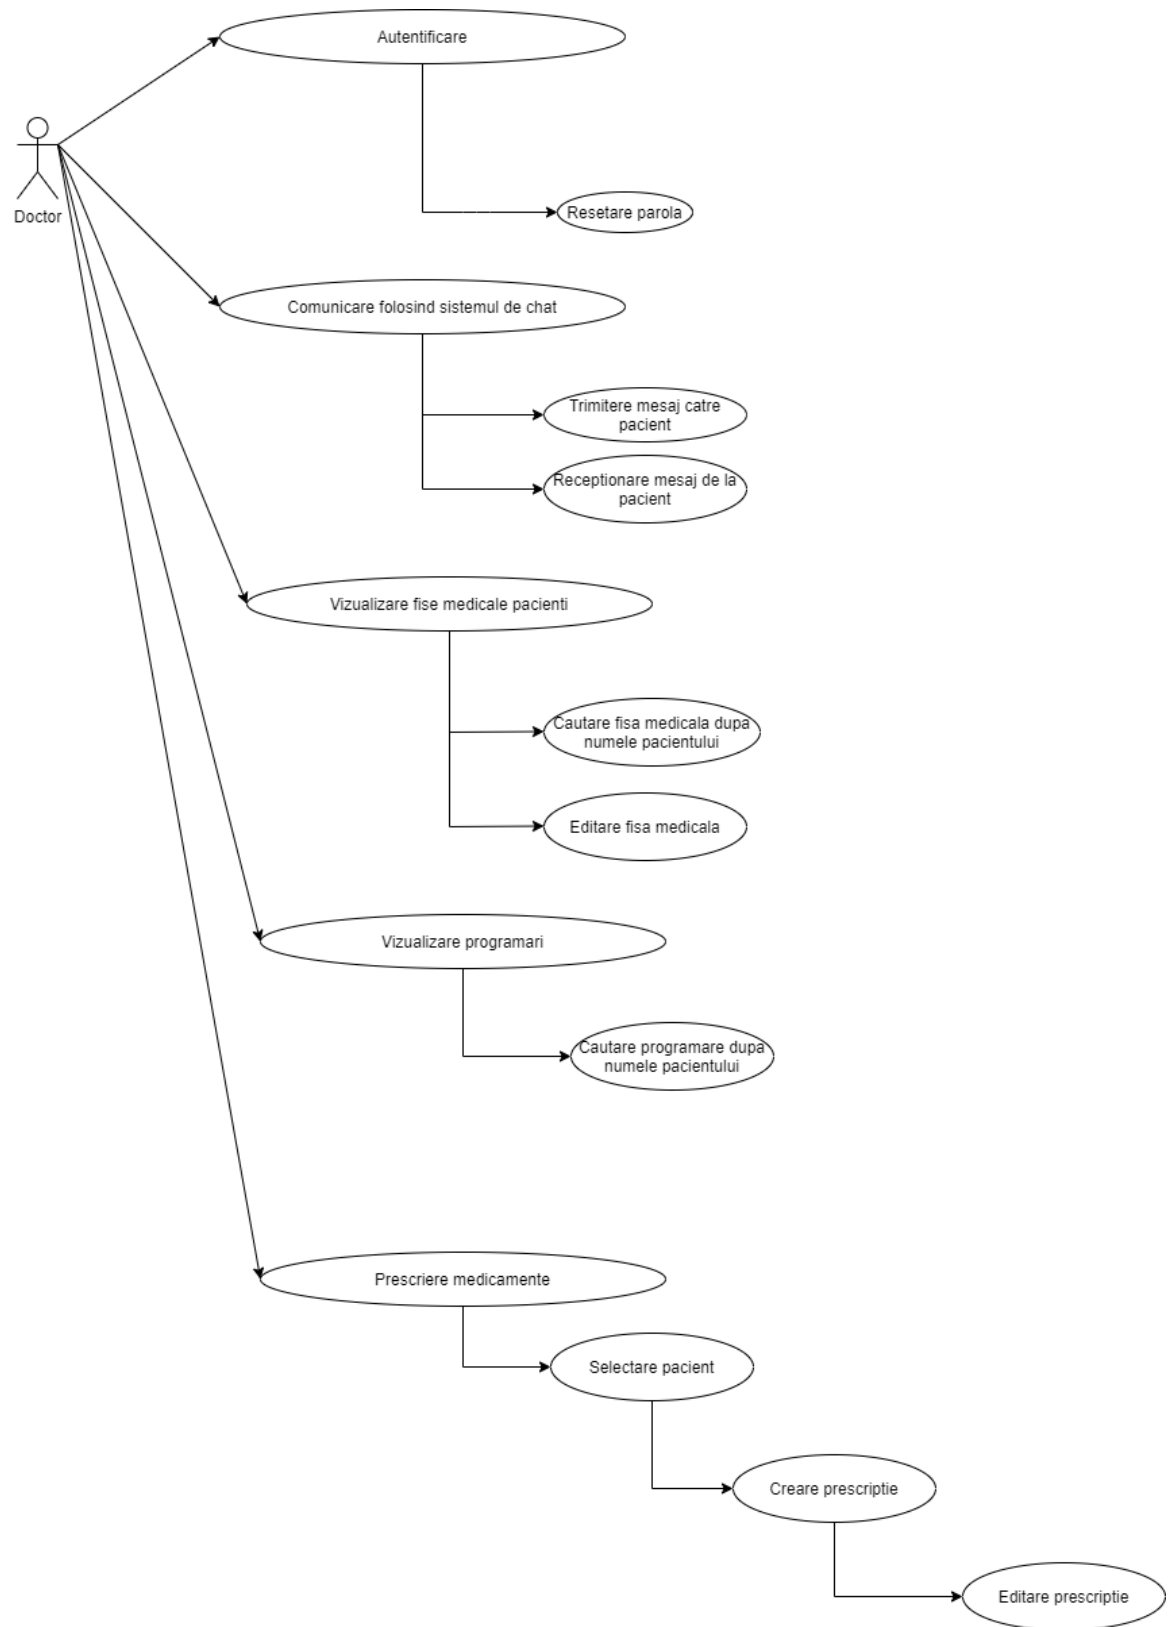 Autentificare
Doctor
Resetare parola
Comunicare folosind sistemul de chat
Trimitere mesaj catre
pacient
Receptionare mesaj de la
pacient
Vizualizare fise medicale pacienti
Cautare fisa medicala dupa
numele pacientului
Editare fisa medicala
Vizualizare programari
Cautare programare dupa
numele pacientului
Prescriere medicamente
Selectare pacient
Creare prescriptie
Editare prescriptie